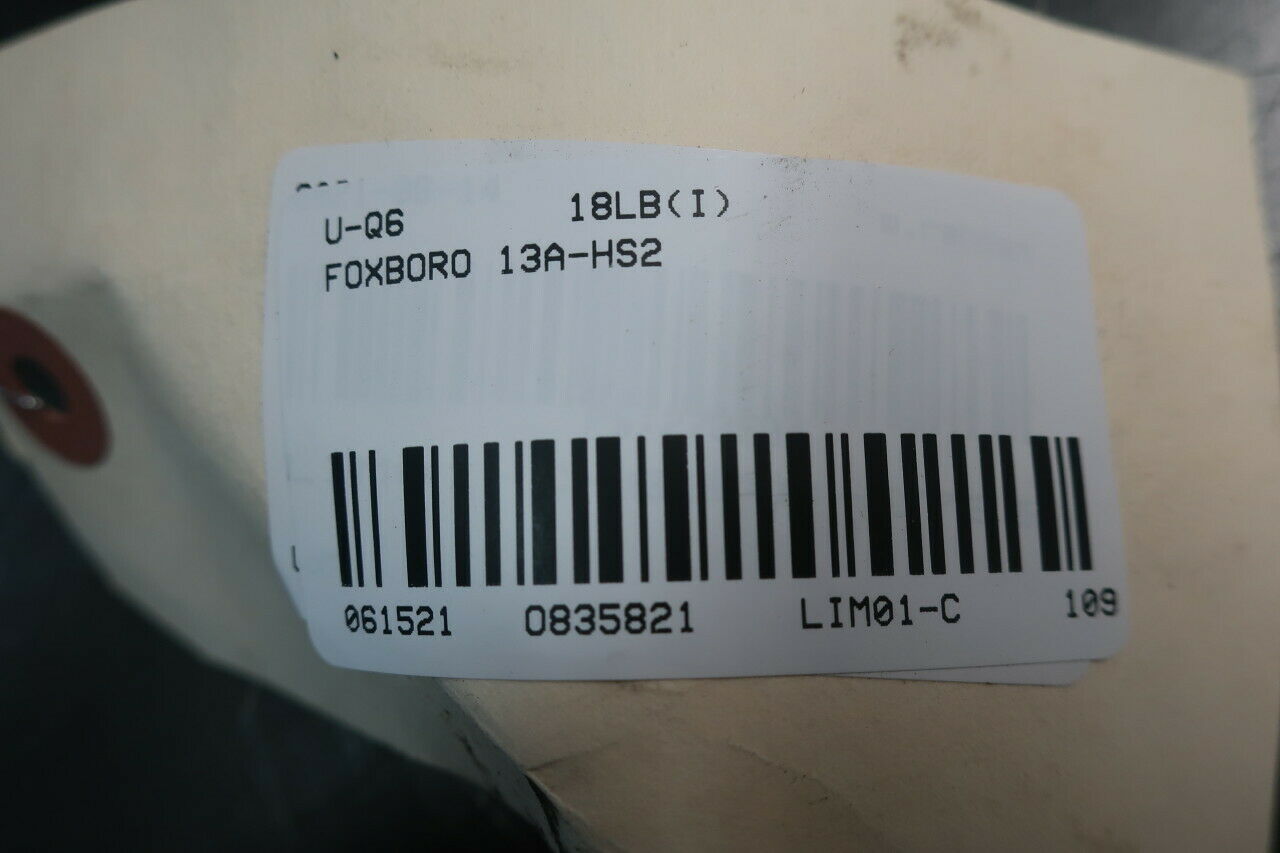 U-Q6 18LB(I)
FOXBORO 13A-HS2
061521 0835821 LIM01-C 109